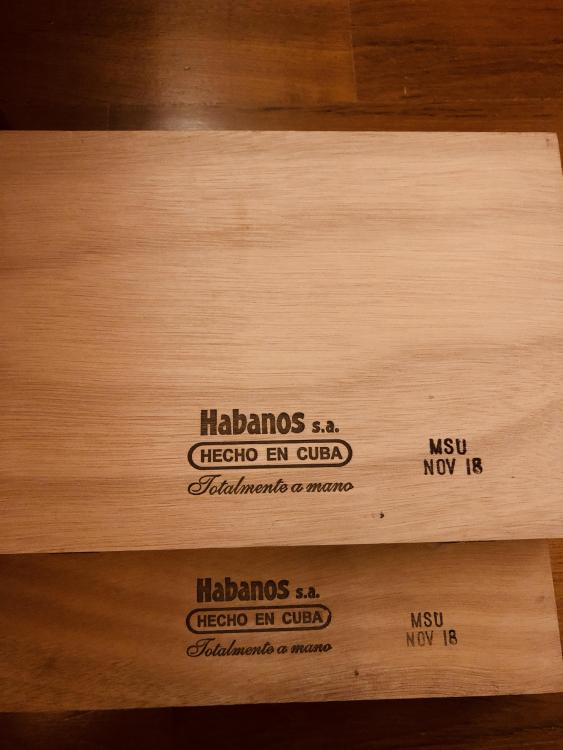 Habanos s.a.
HECHO EN CUBA
Totalmente a mano
MSU
NOV 18
Habanos s.a.
HECHO EN CUBA
Totalmente a mano
MSU
NOV 18